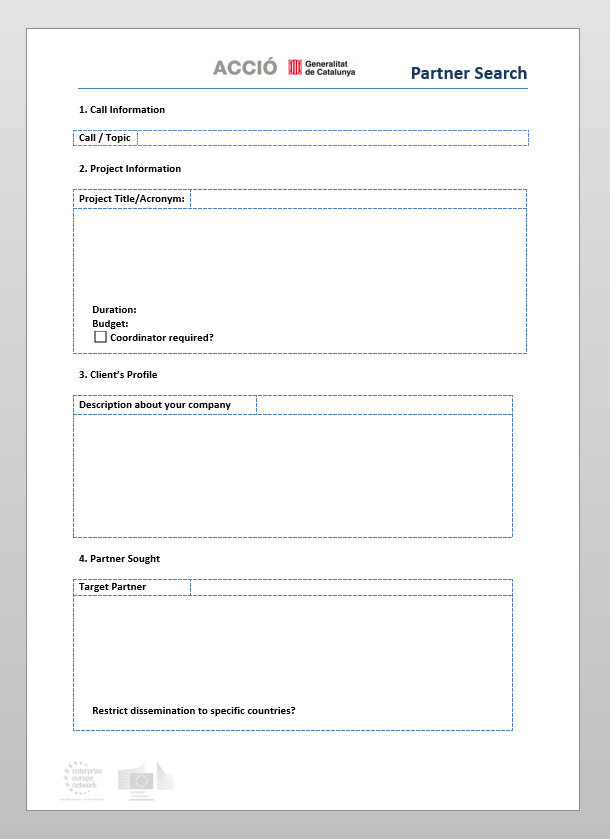 ACCIÓ
Generalitat
de Catalunya
Partner Search
1. Call Information
Call / Topic
2. Project Information
Project Title/Acronym:
Duration:
Budget:
Coordinator required?
3. Client’s Profile
Description about your company
4. Partner Sought
Target Partner
Restrict dissemination to specific countries?
enterprise
europe
network